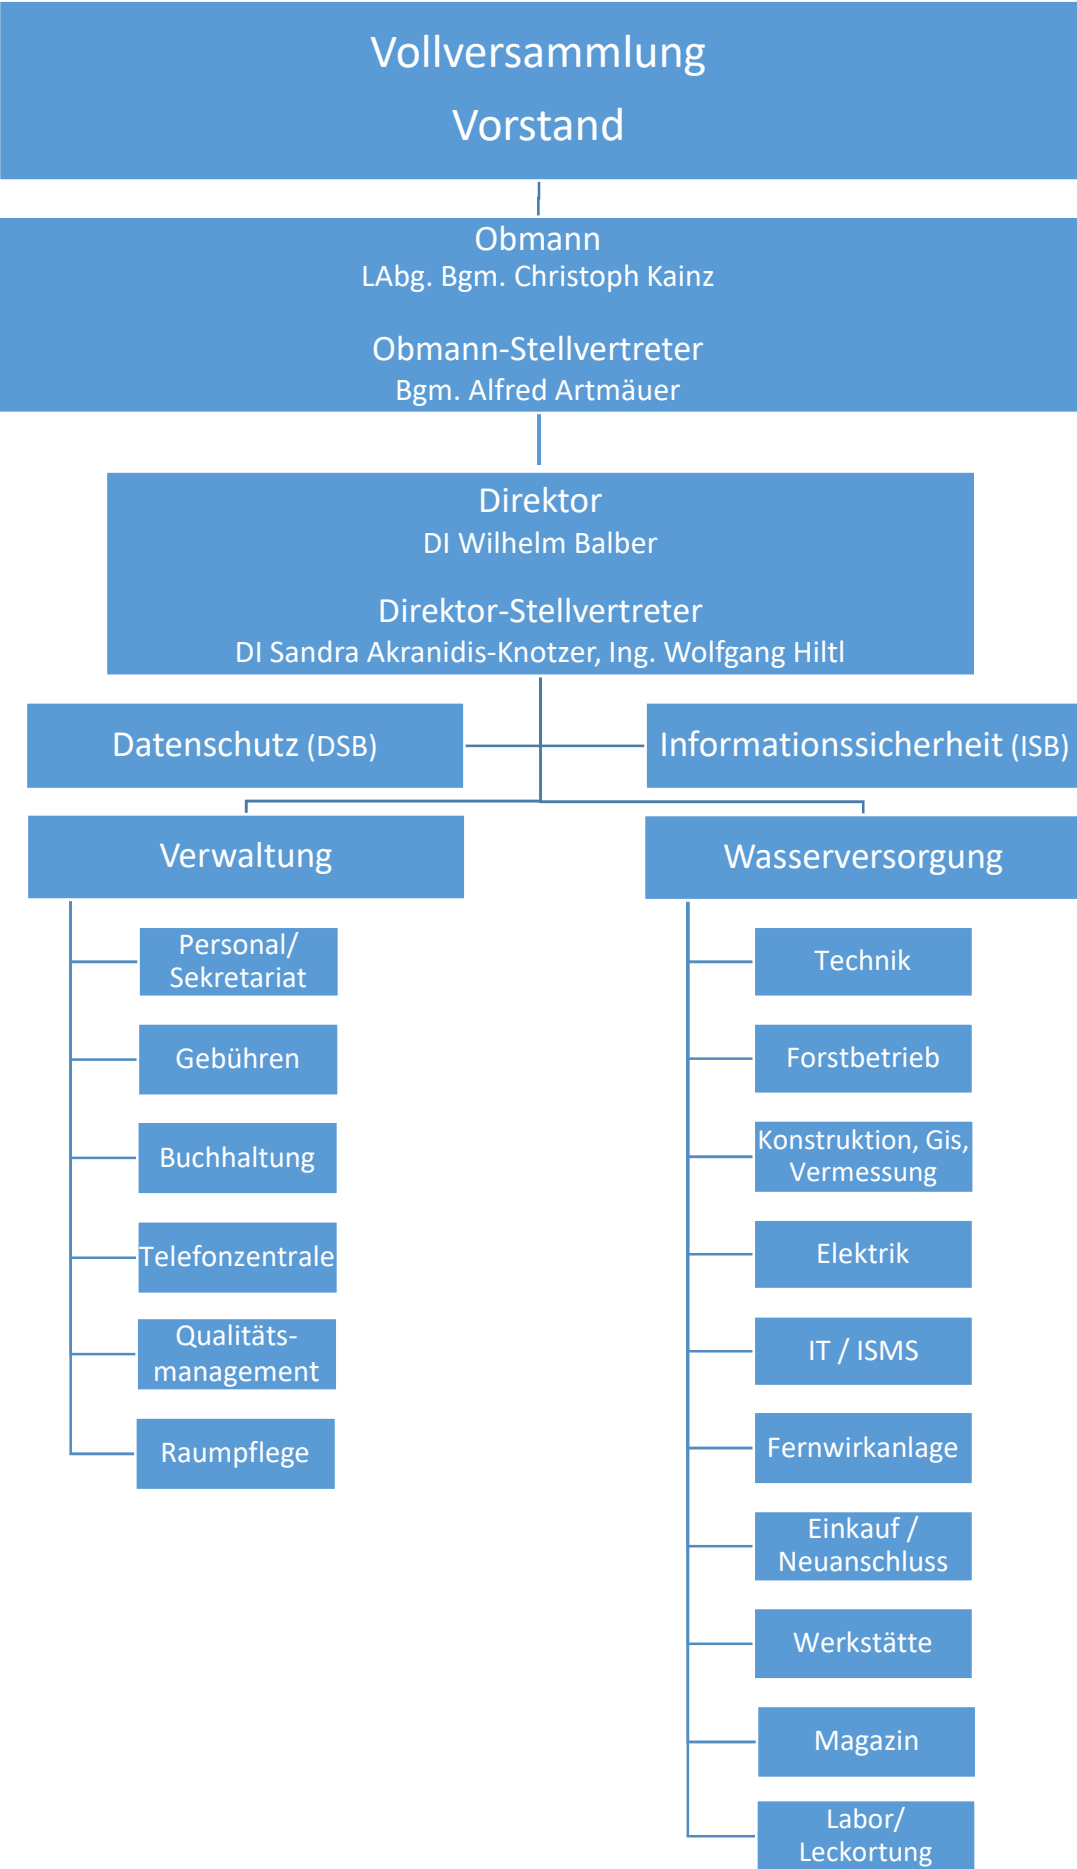 Vollversammlung
Vorstand
Obmann
LAbg. Bgm. Christoph Kainz
Obmann-Stellvertreter
Bgm. Alfred Artmäuer
Direktor
DI Wilhelm Balber
Direktor-Stellvertreter
DI Sandra Akranidis-Knotzer, Ing. Wolfgang Hiltl
Datenschutz (DSB)
Informationssicherheit (ISB)
Verwaltung
Personal/
Sekretariat
Gebühren
Buchhaltung
Telefonzentrale
Qualitäts-
management
Raumpflege
Wasserversorgung
Technik
Forstbetrieb
Konstruktion, Gis,
Vermessung
Elektrik
IT / ISMS
Fernwirkanlage
Einkauf /
Neuanschluss
Werkstätte
Magazin
Labor/
Leckortung